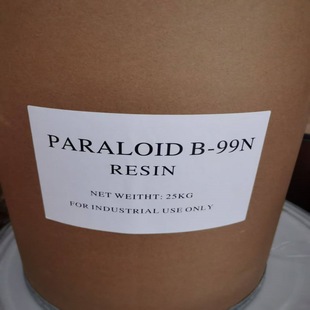 PARALOID B-99N
RESIN
NET WEITHT: 25KG
FOR INDUSTRIAL USE ONLY